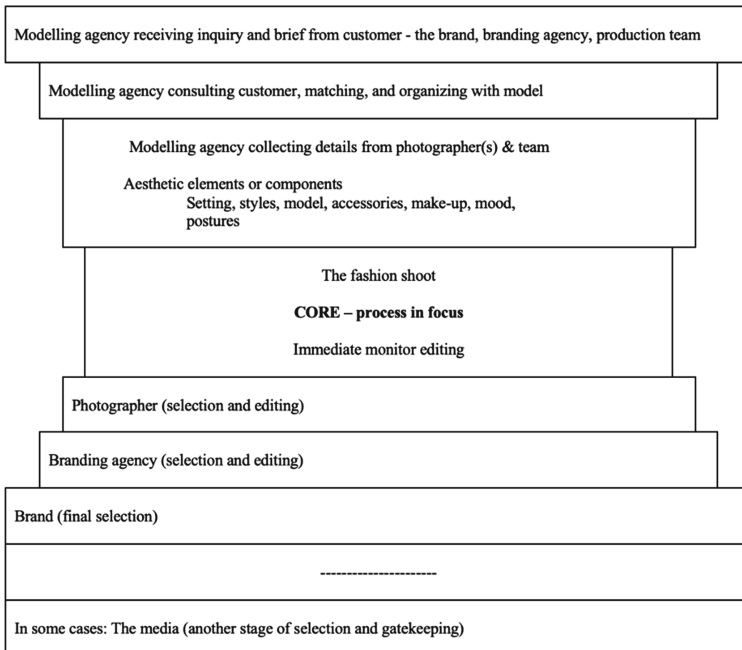 Modelling agency receiving inquiry and brief from customer - the brand, branding agency, production team
Modelling agency consulting customer, matching, and organizing with model
Modelling agency collecting details from photographer(s) & team
Aesthetic elements or components
Setting, styles, model, accessories, make-up, mood,
postures
The fashion shoot
CORE – process in focus
Immediate monitor editing
Photographer (selection and editing)
Branding agency (selection and editing)
Brand (final selection)
----------------------
In some cases: The media (another stage of selection and gatekeeping)